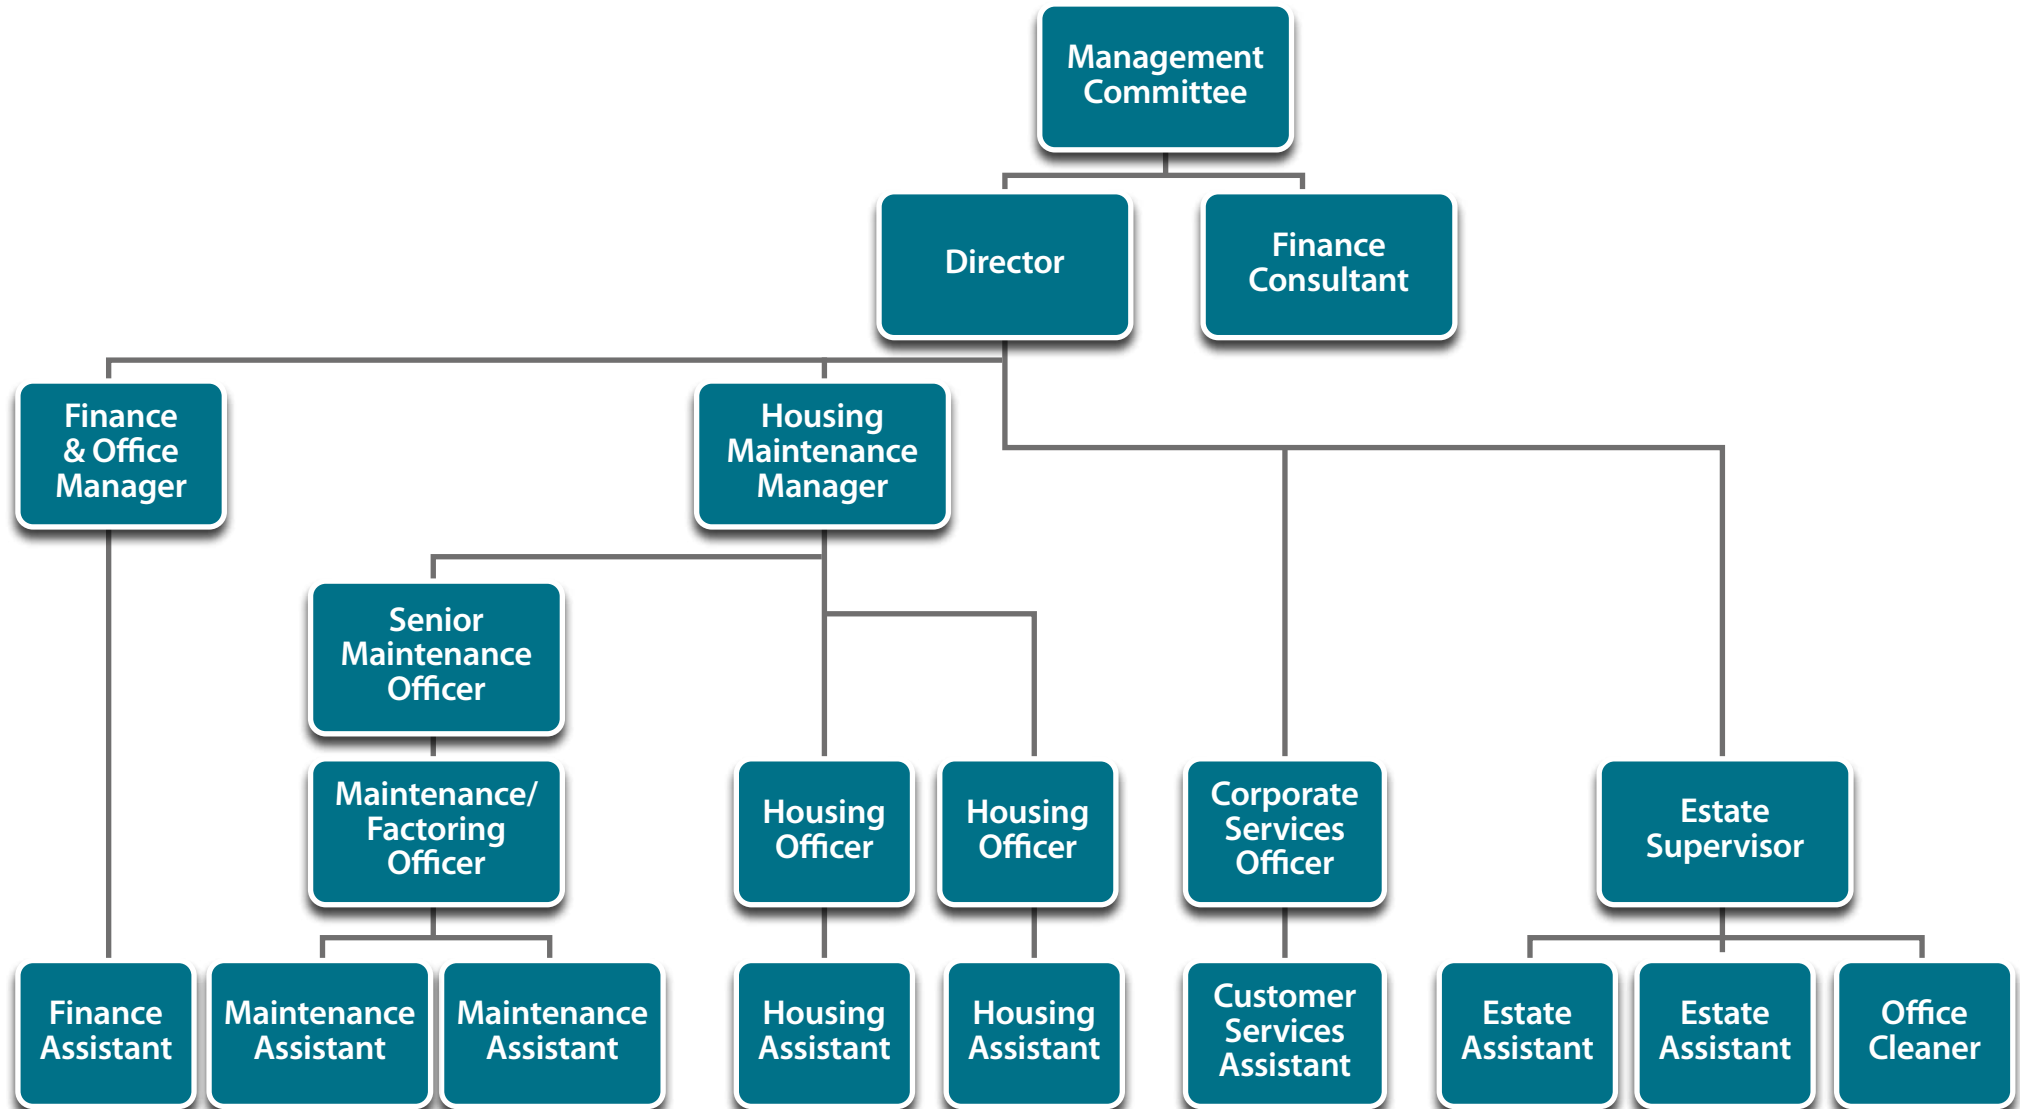 Management
Committee
Director
Finance
Consultant
Finance
& Office
Manager
Housing
Maintenance
Manager
Senior
Maintenance
Officer
Maintenance/
Factoring
Officer
Housing
Officer
Housing
Officer
Corporate
Services
Officer
Estate
Supervisor
Finance
Assistant
Maintenance
Assistant
Maintenance
Assistant
Housing
Assistant
Housing
Assistant
Customer
Services
Assistant
Estate
Assistant
Estate
Assistant
Office
Cleaner